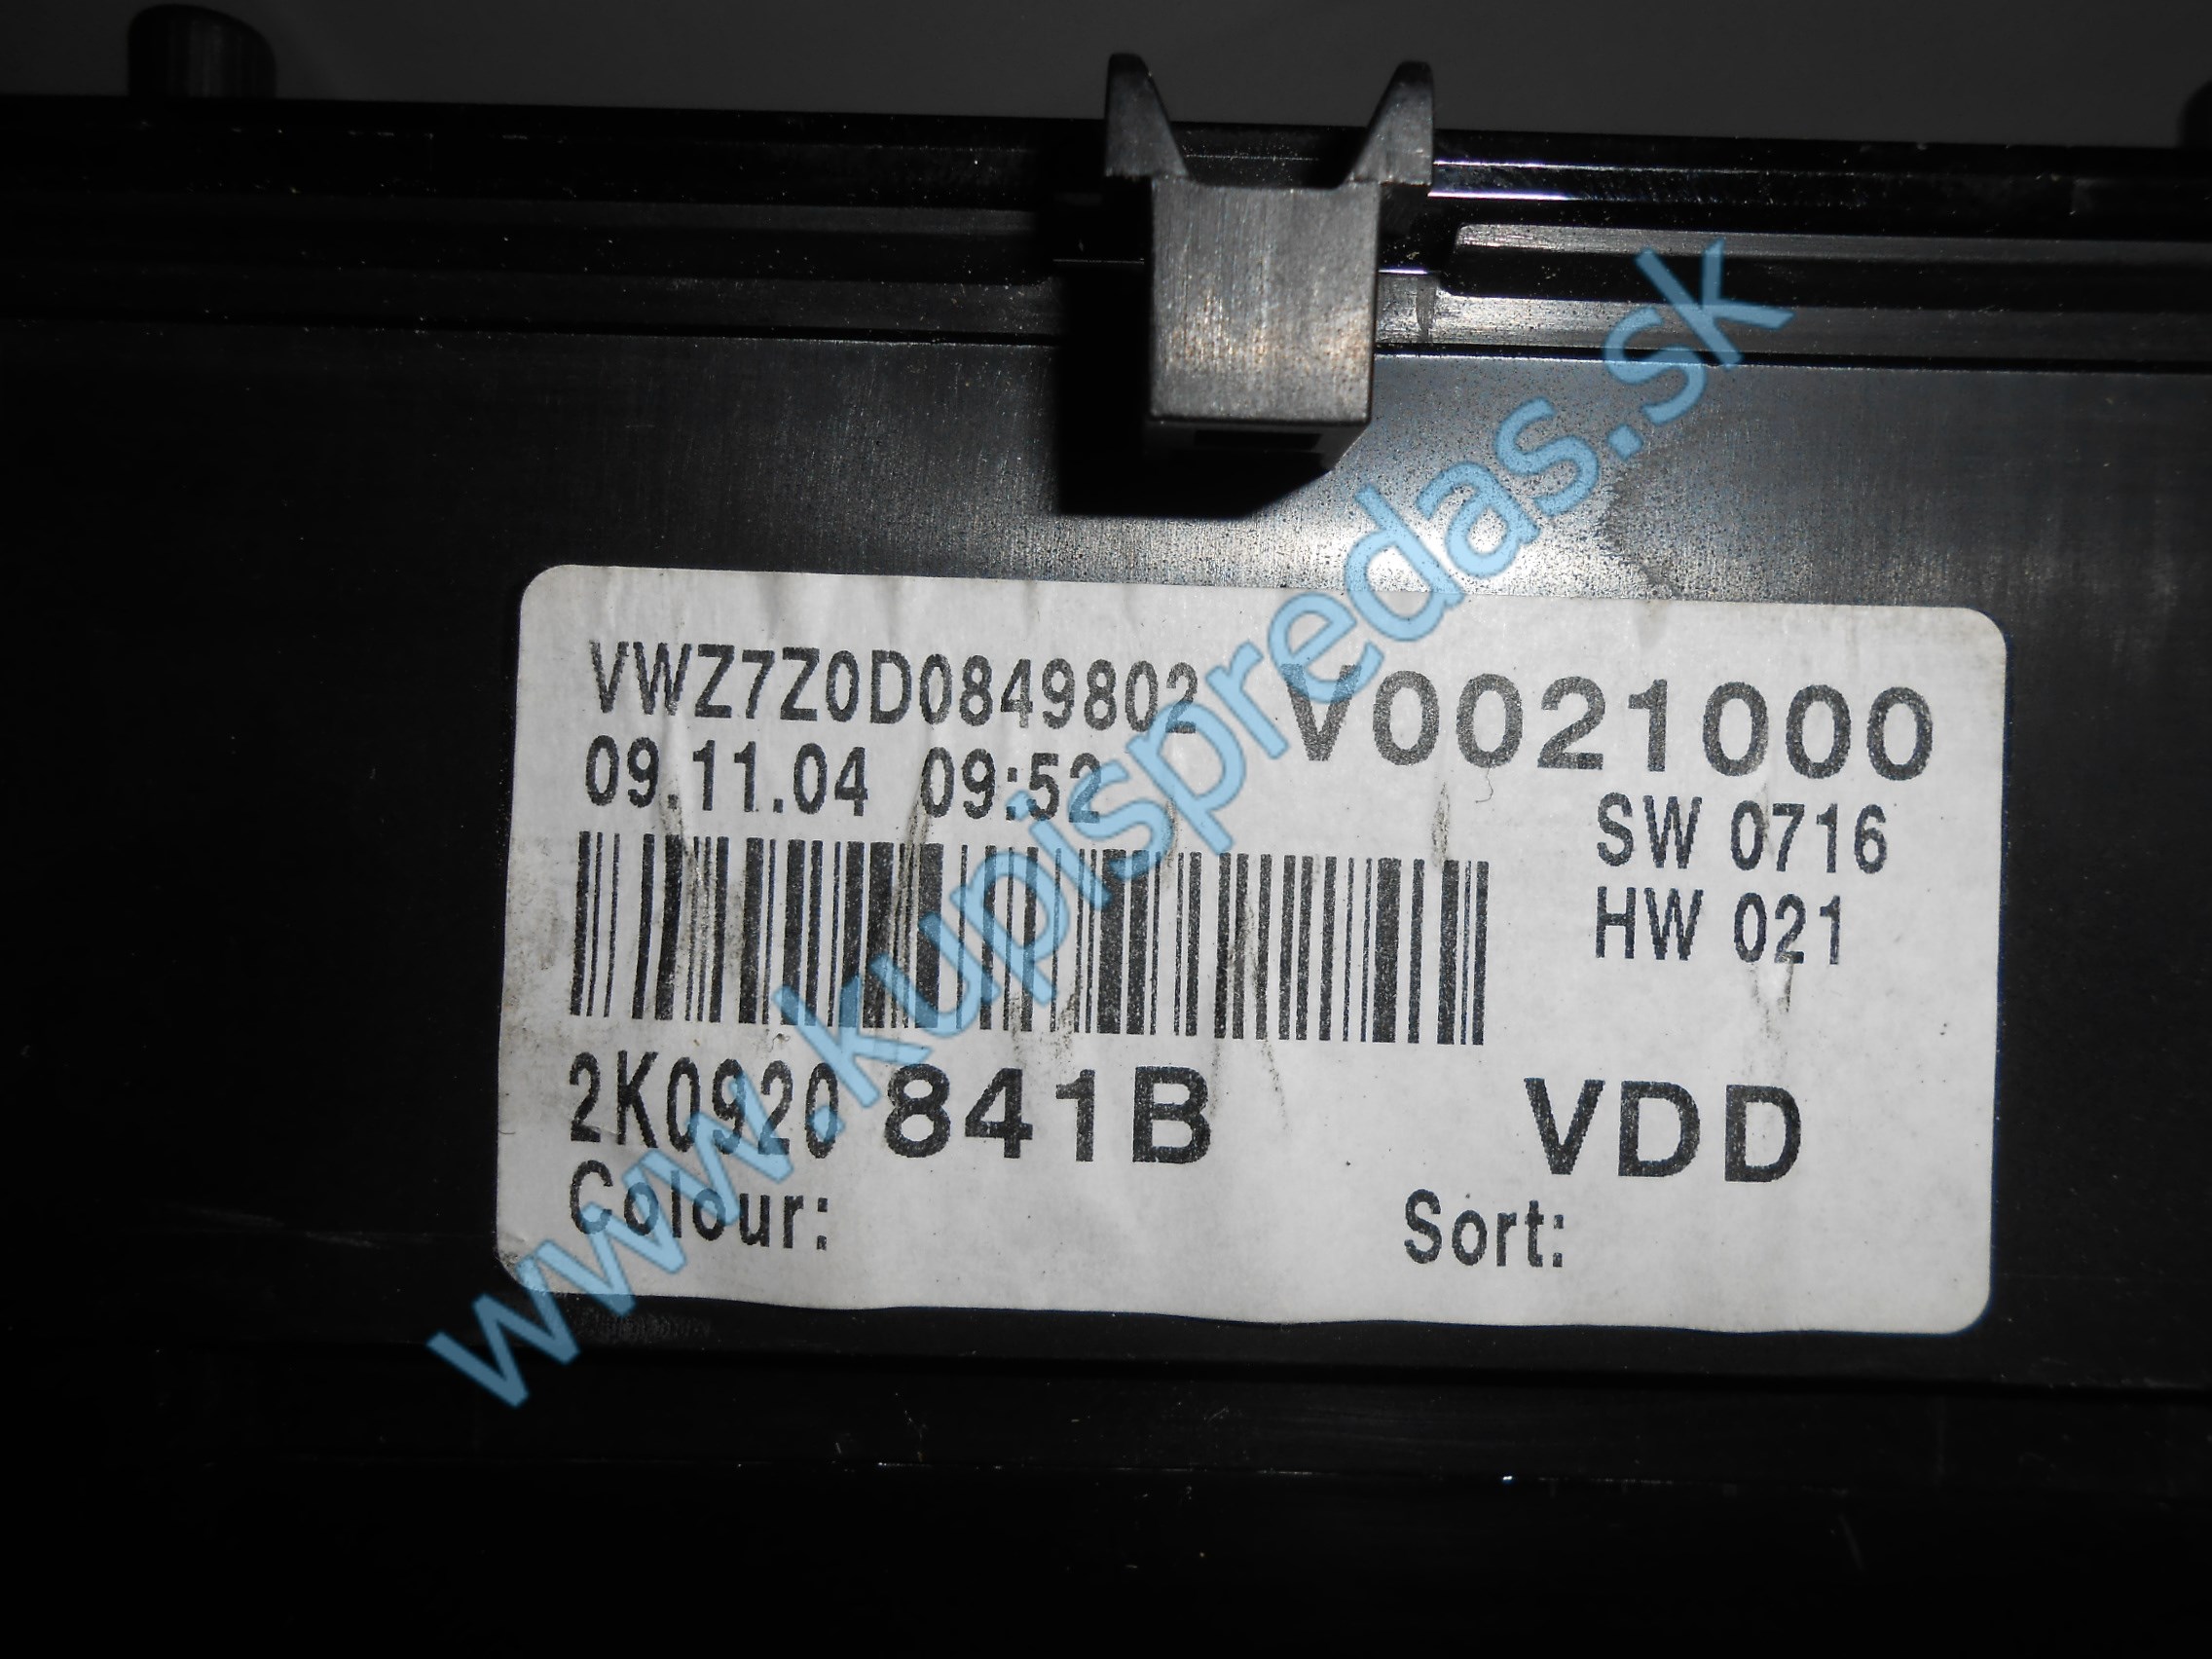 VWZ7Z0D0849802 V0021000
09.11.04 09:52
SW 0716
HW 021
2K0920 841B VDD
Colour: Sort:
www.kupispredas.sk